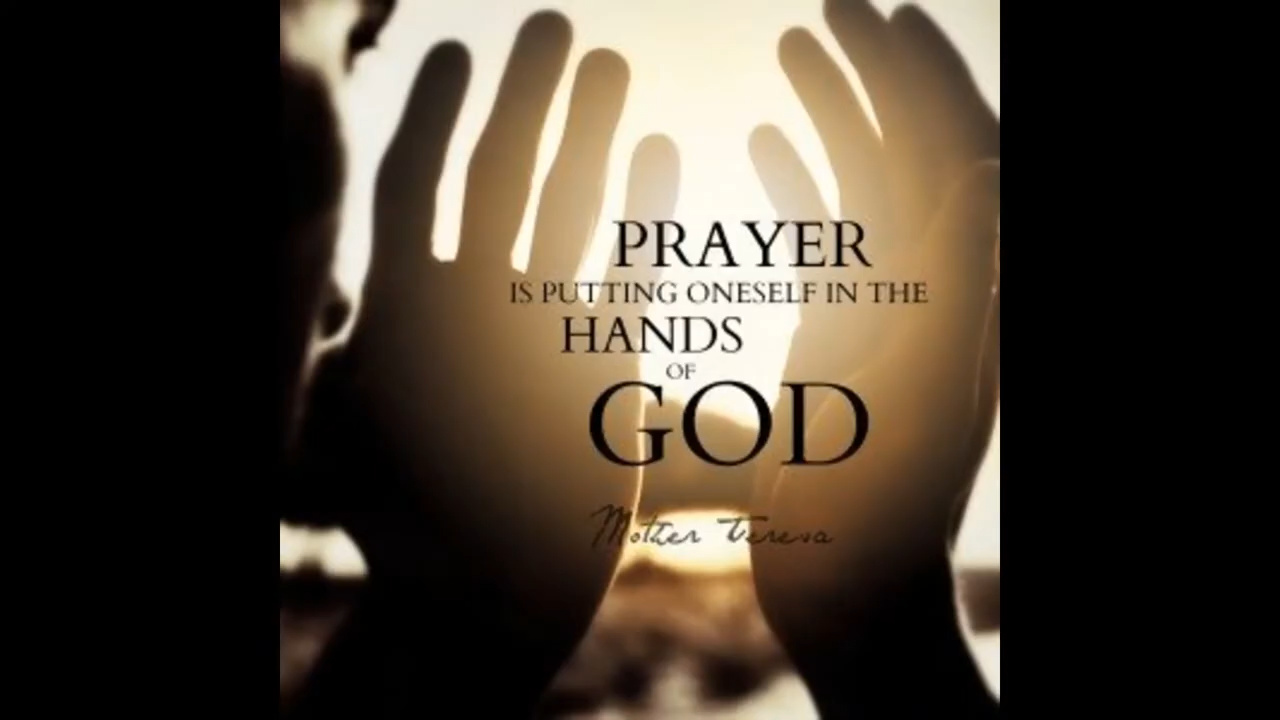 PRAYER
IS PUTTING ONESELF IN THE
HANDS
OF
GOD
Mother Teresa